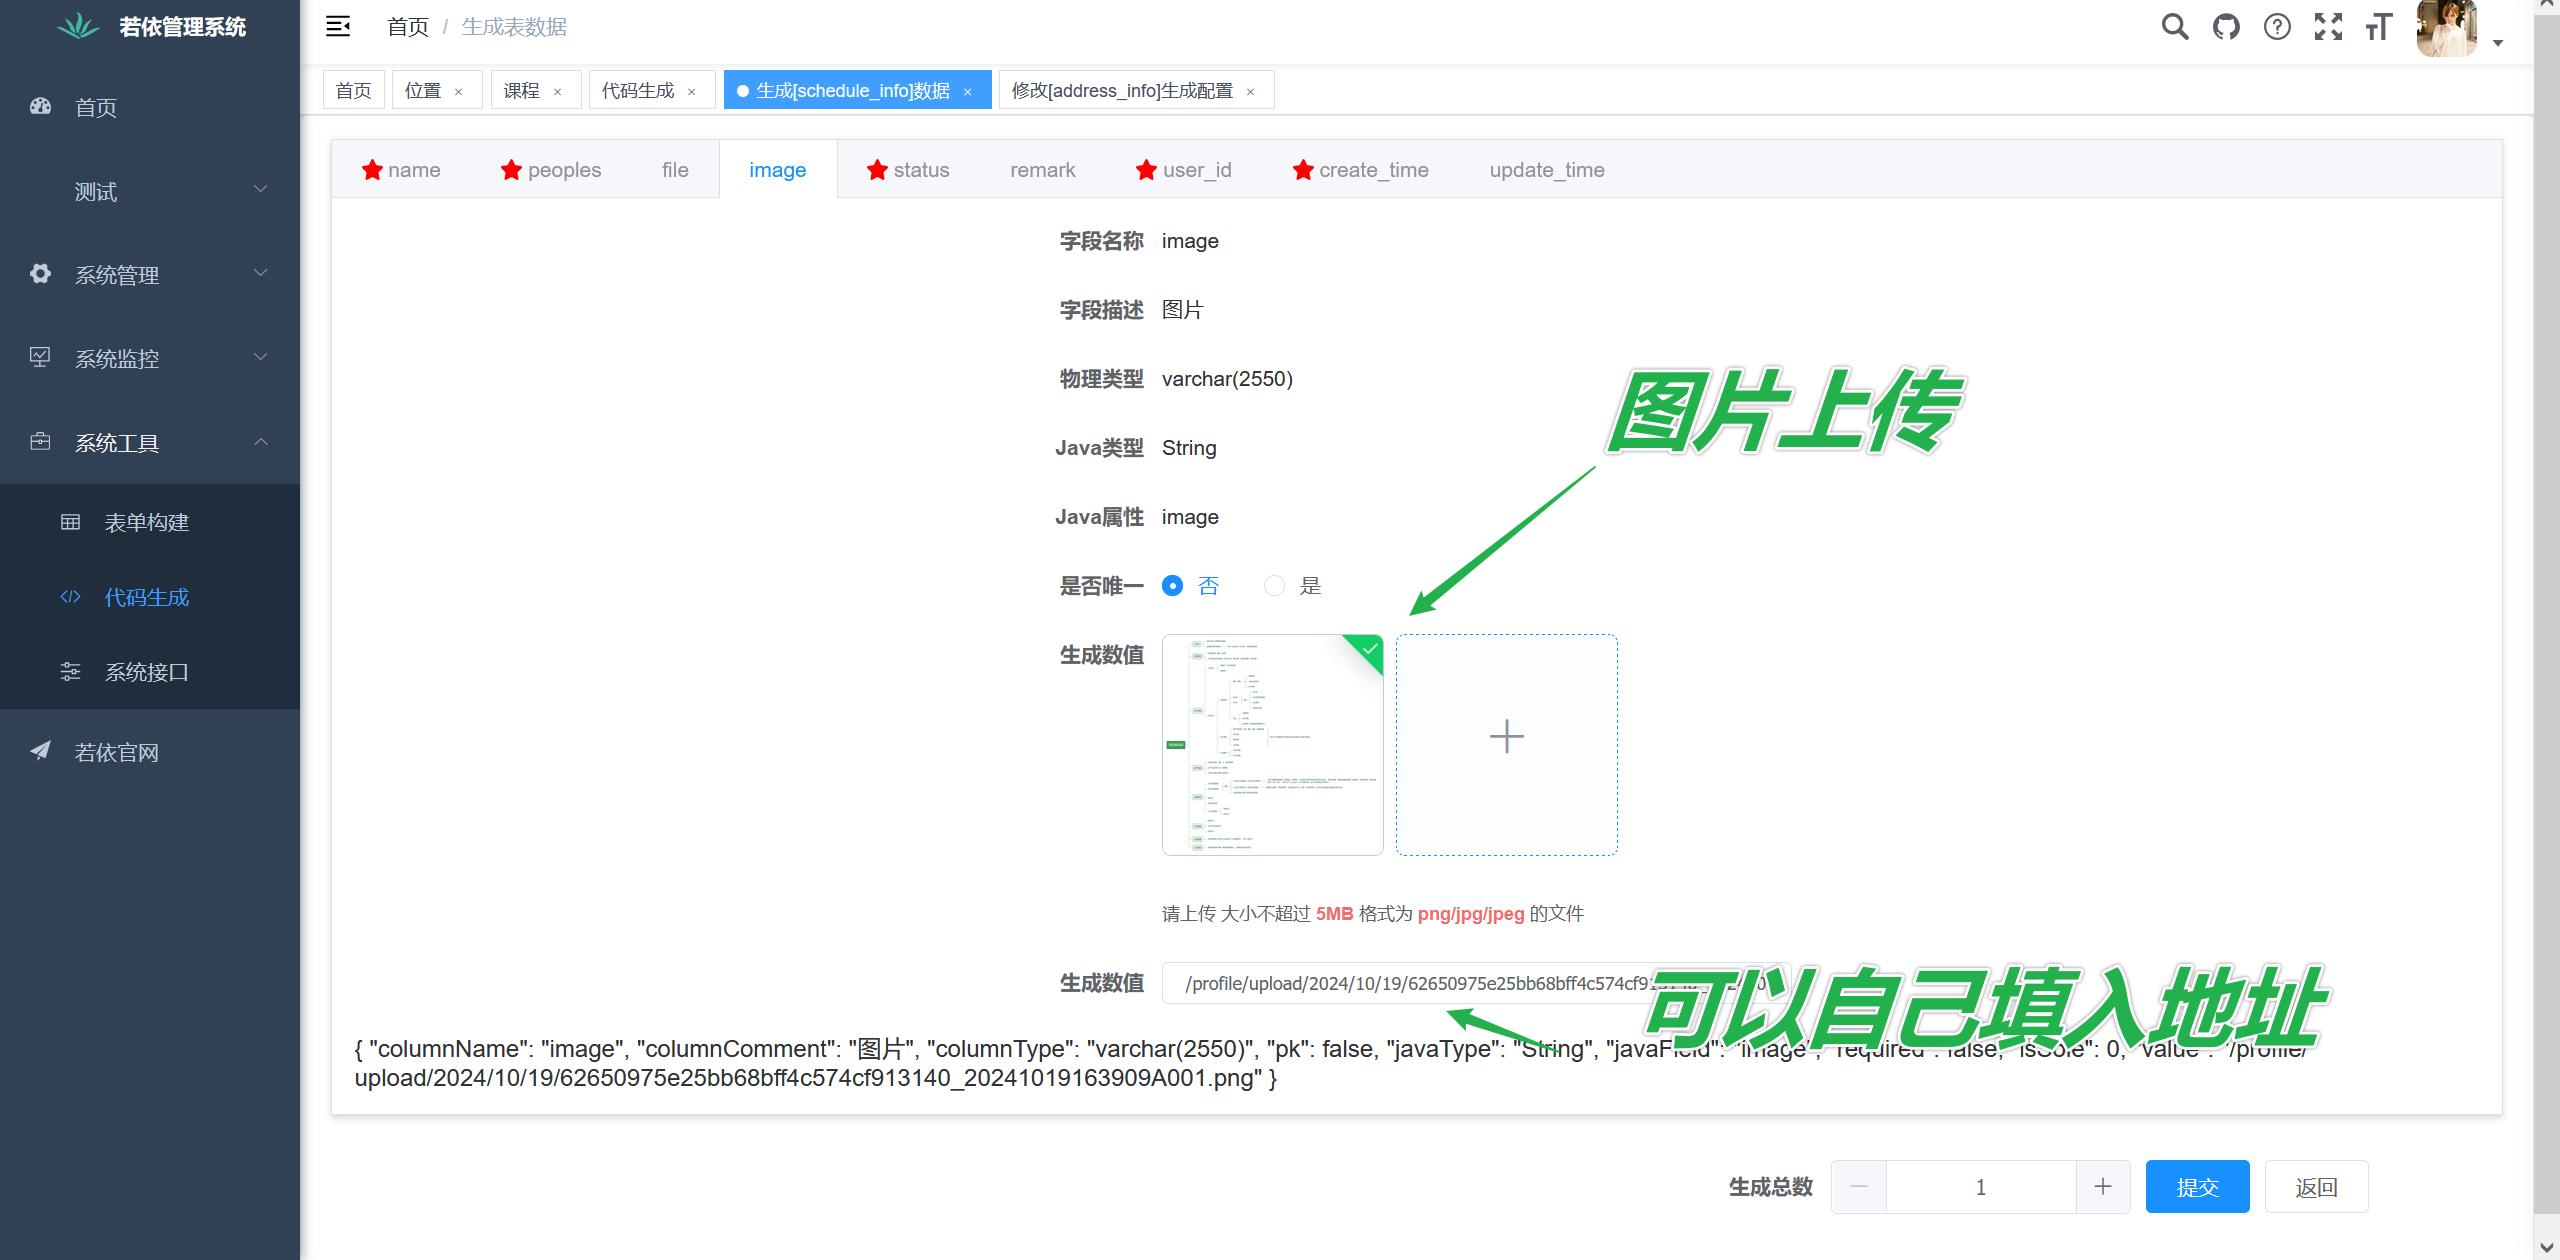 若依管理系统
首页 / 生成表数据
首页
位置 ×
课程 ×
代码生成 ×
生成[schedule_info]数据 ×
修改[address_info]生成配置 ×
首页
测试
系统管理
系统监控
系统工具
表单构建
代码生成
系统接口
若依官网
name
peoples
file
image
status
remark
user_id
create_time
update_time
字段名称 image
字段描述 图片
物理类型 varchar(2550)
Java类型 String
Java属性 image
是否唯一 否 是
图片上传
生成数值
请上传 大小不超过 5MB 格式为 png/jpg/jpeg 的文件
生成数值 /profile/upload/2024/10/19/62650975e25bb68bff4c574cf913140
可以自己填入地址
{ "columnName": "image", "columnComment": "图片", "columnType": "varchar(2550)", "pk": false, "javaType": "String", "javaField": "image", "required": false, "isSole": 0, "value": "/profile/
upload/2024/10/19/62650975e25bb68bff4c574cf913140_20241019163909A001.png" }
生成总数 1 提交 返回